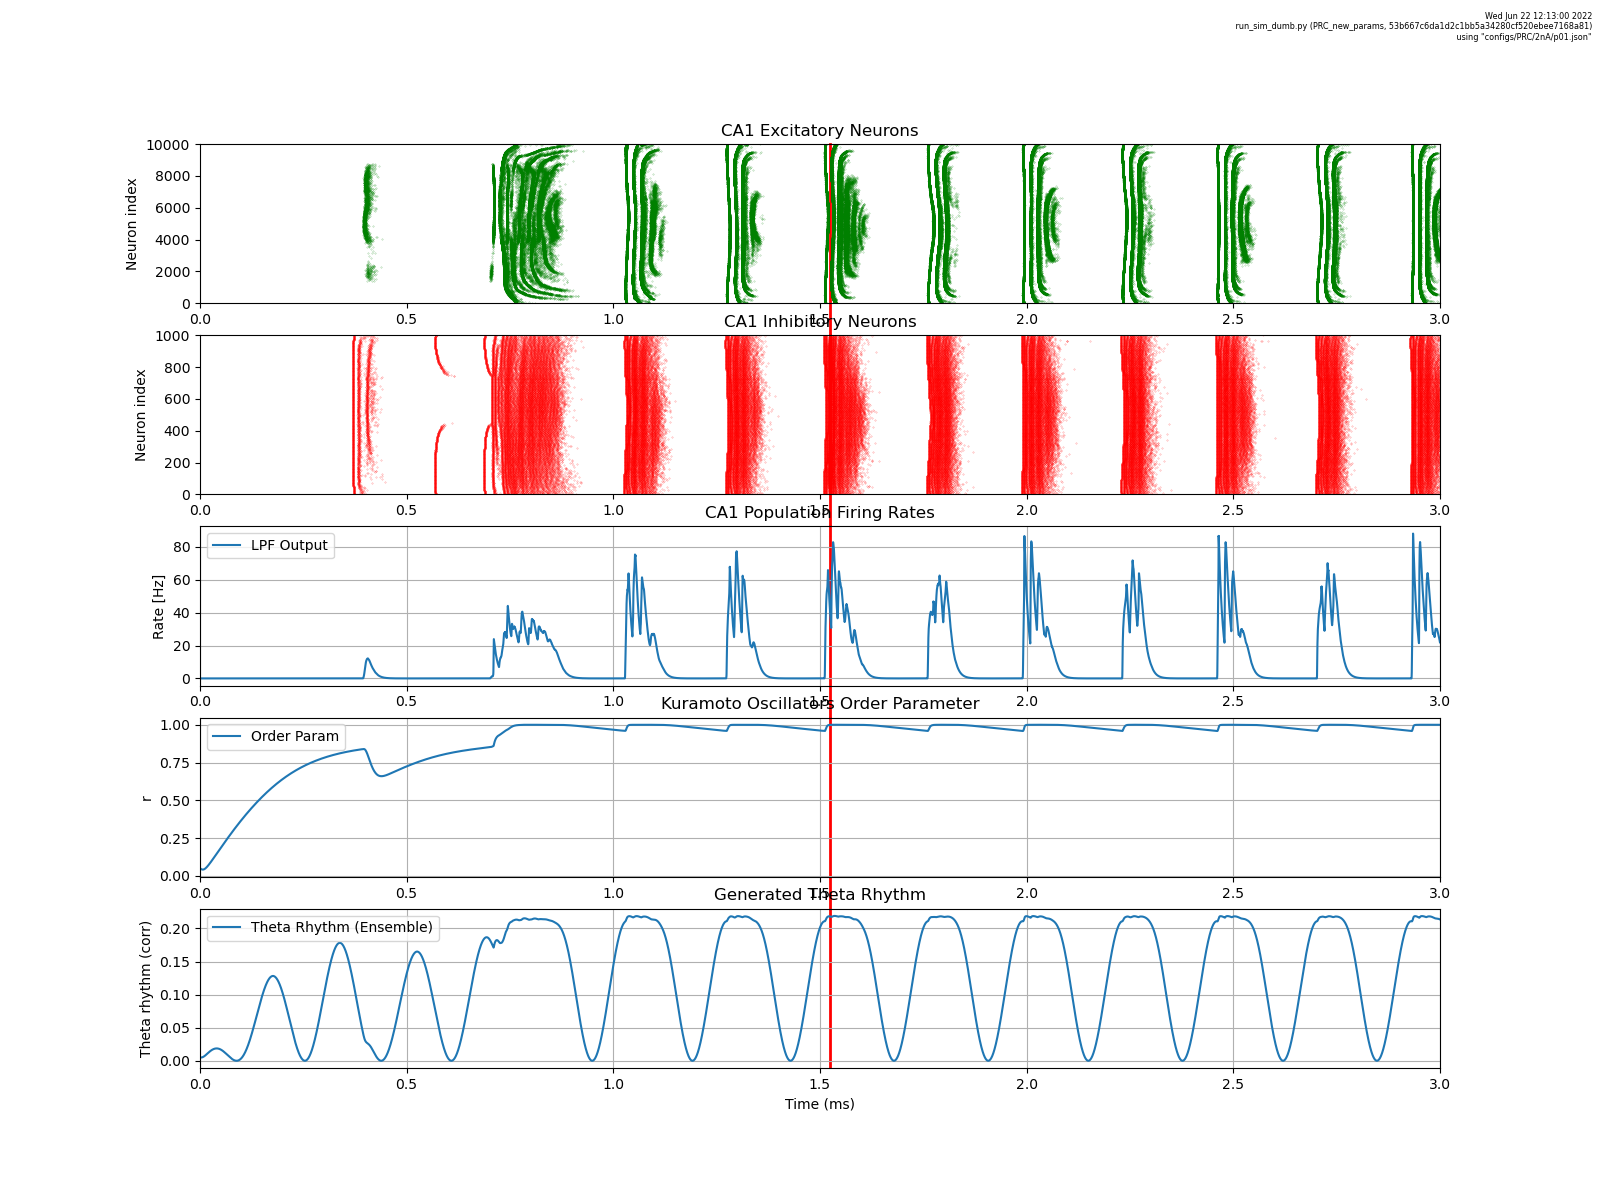 Wed Jun 22 12:13:00 2022
run_sim_dumb.py (PRC_new_params, 53b667c6da1d2c1bb5a34280cf520ebee7168a81)
using "configs/PRC/2nA/p01.json"
CA1 Excitatory Neurons
Neuron index
10000
8000
6000
4000
2000
0
0.0 0.5 1.0 1.5 2.0 2.5 3.0
CA1 Inhibitory Neurons
Neuron index
1000
800
600
400
200
0
0.0 0.5 1.0 1.5 2.0 2.5 3.0
CA1 Population Firing Rates
LPF Output
Rate [Hz]
80
60
40
20
0
0.0 0.5 1.0 1.5 2.0 2.5 3.0
Kuramoto Oscillators Order Parameter
Order Param
r
1.00
0.75
0.50
0.25
0.00
0.0 0.5 1.0 1.5 2.0 2.5 3.0
Generated Theta Rhythm
Theta Rhythm (Ensemble)
Theta rhythm (corr)
0.20
0.15
0.10
0.05
0.00
0.0 0.5 1.0 1.5 2.0 2.5 3.0
Time (ms)